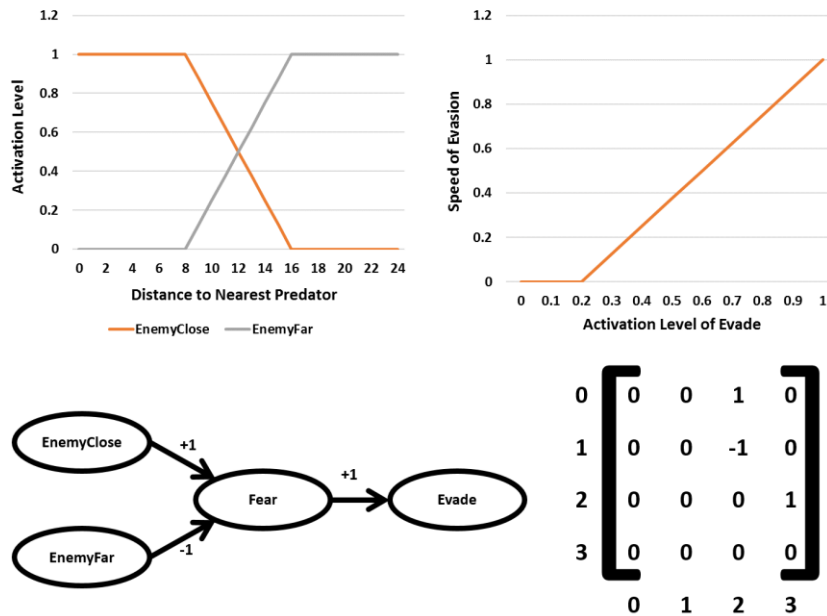 1.2
1
0.8
0.6
0.4
0.2
0
Activation Level
0 2 4 6 8 10 12 14 16 18 20 22 24
Distance to Nearest Predator
EnemyClose EnemyFar
1.2
1
0.8
0.6
0.4
0.2
0
Speed of Evasion
0 0.1 0.2 0.3 0.4 0.5 0.6 0.7 0.8 0.9 1
Activation Level of Evade
EnemyClose
+1
Fear
+1
Evade
EnemyFar
-1
0 0 0 1 0
1 0 0 -1 0
2 0 0 0 1
3 0 0 0 0
0 1 2 3